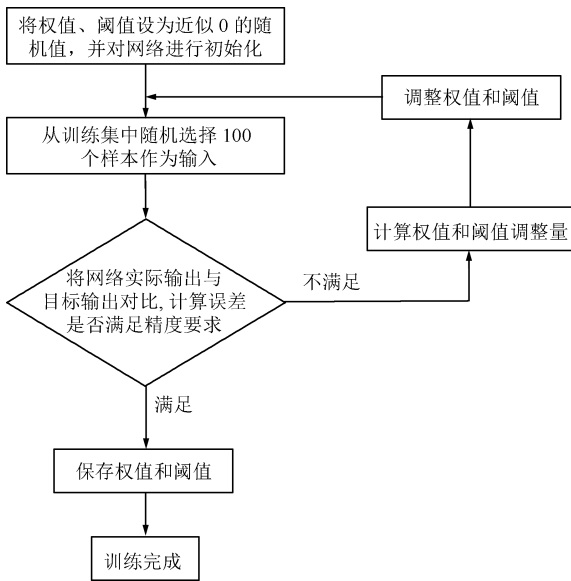 将权值、阈值设为近似 0 的随
机值，并对网络进行初始化
调整权值和阈值
从训练集中随机选择 100
个样本作为输入
计算权值和阈值调整量
将网络实际输出与
目标输出对比, 计算误差
是否满足精度要求
不满足
满足
保存权值和阈值
训练完成